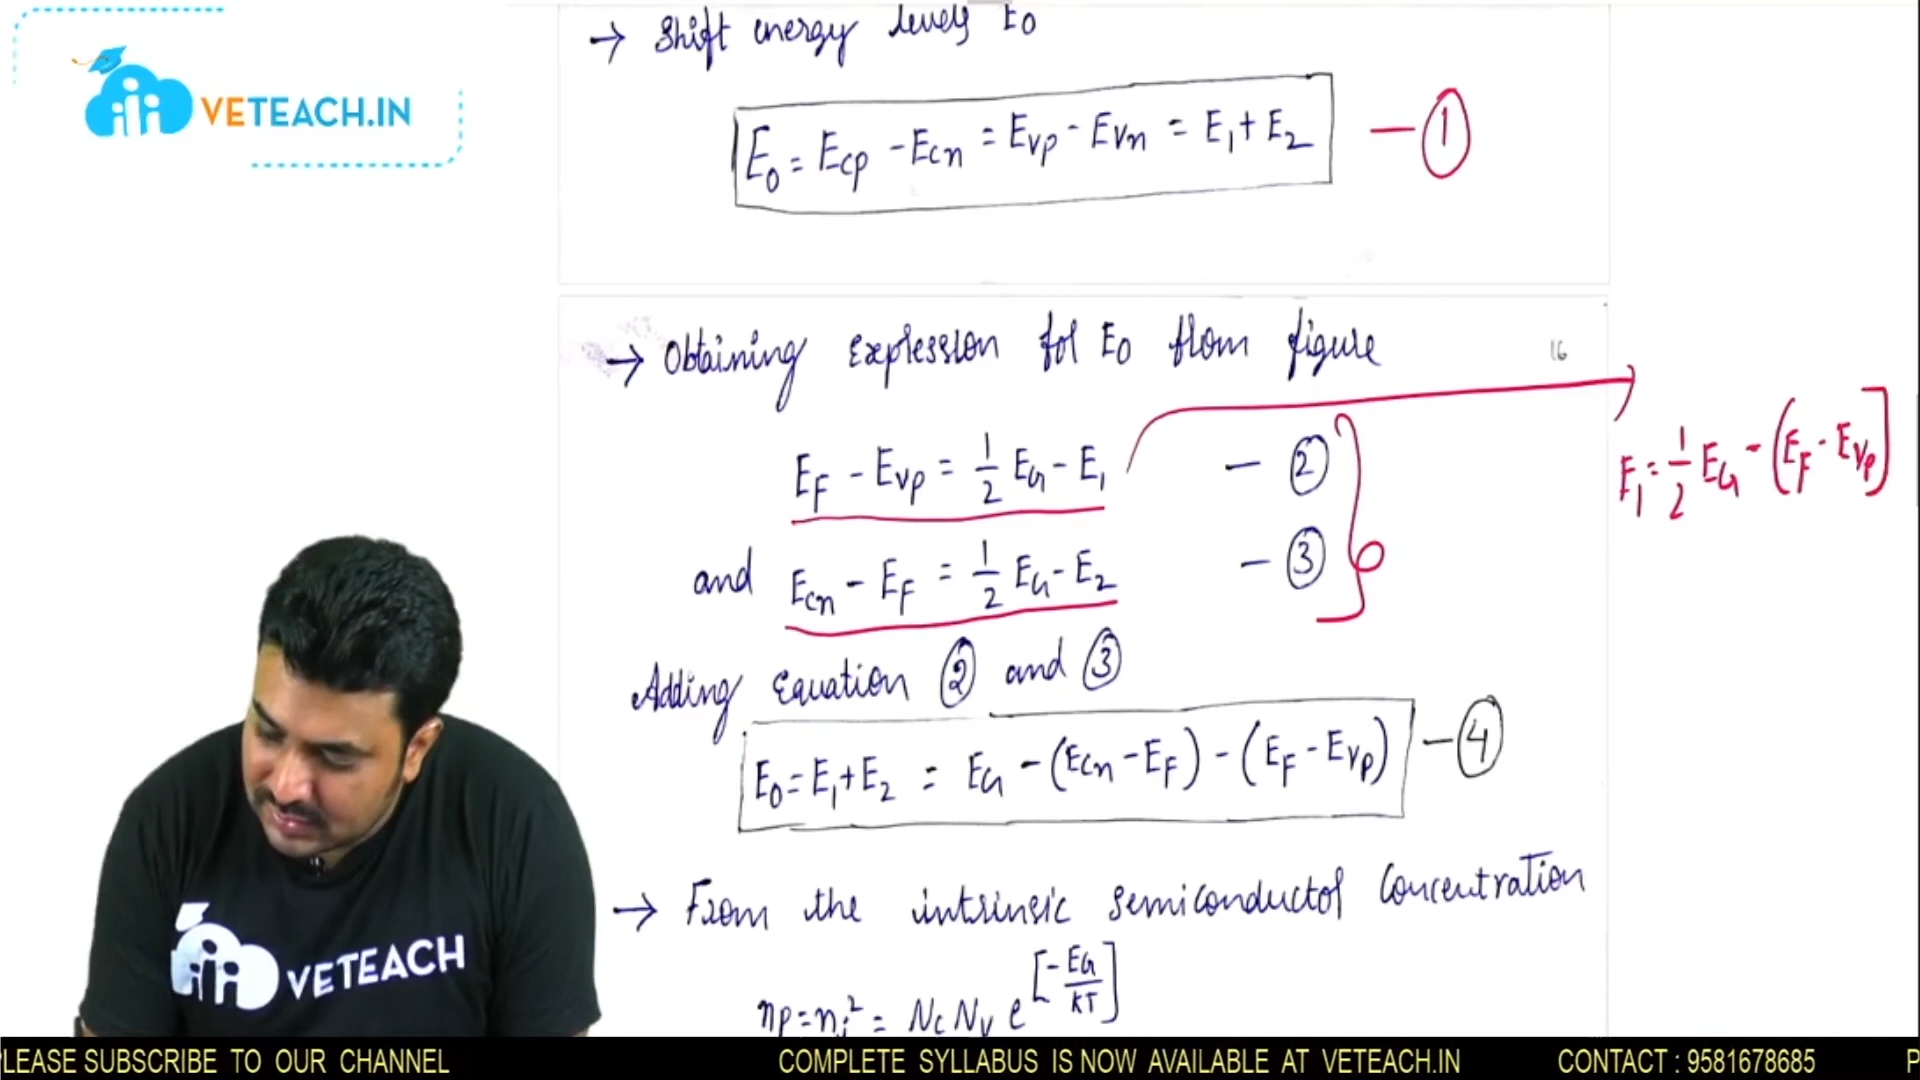 → Shift energy levels E₀
VETEACH.IN
E₀ = Ecp - Ecn = Evp - Evn = E₁ + E₂ — ①
→ Obtaining Expression for E₀ from figure
16
EF - Evp = 1/2 EG - E₁ - ②
E₁ = 1/2 EG - (EF - EVp]
and Ecn - EF = 1/2 EG - E₂ - ③
Adding Equation ② and ③
E₀ = E₁ + E₂ = EG - (Ecn - EF) - (EF - Evp) - ④
→ From the intrinsic Semiconductor Concentration
np = nᵢ² = Nc Nv e^[-EG/kT]
VETEACH
LEASE SUBSCRIBE TO OUR CHANNEL COMPLETE SYLLABUS IS NOW AVAILABLE AT VETEACH.IN CONTACT : 9581678685 P